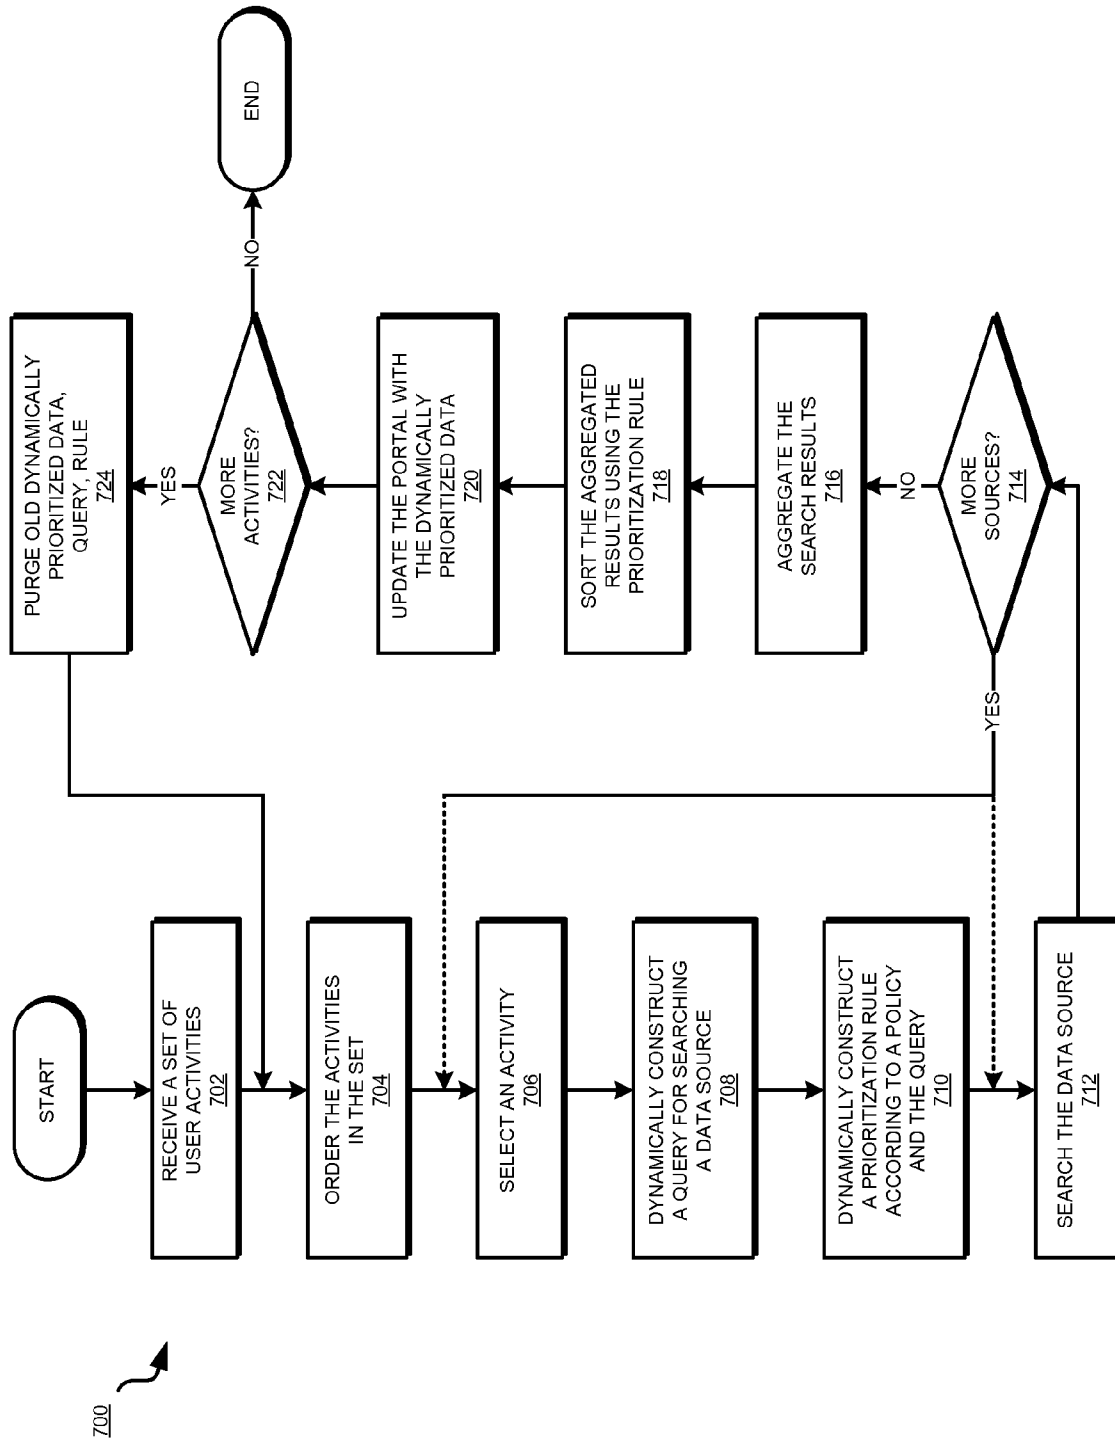 700
START
RECEIVE A SET OF
USER ACTIVITIES
702
ORDER THE ACTIVITIES
IN THE SET
704
SELECT AN ACTIVITY
706
DYNAMICALLY CONSTRUCT
A QUERY FOR SEARCHING
A DATA SOURCE
708
DYNAMICALLY CONSTRUCT
A PRIORITIZATION RULE
ACCORDING TO A POLICY
AND THE QUERY
710
SEARCH THE DATA SOURCE
712
MORE
SOURCES?
714
YES
NO
AGGREGATE THE
SEARCH RESULTS
716
SORT THE AGGREGATED
RESULTS USING THE
PRIORITIZATION RULE
718
UPDATE THE PORTAL WITH
THE DYNAMICALLY
PRIORITIZED DATA
720
MORE
ACTIVITIES?
722
YES
NO
PURGE OLD DYNAMICALLY
PRIORITIZED DATA,
QUERY, RULE
724
END